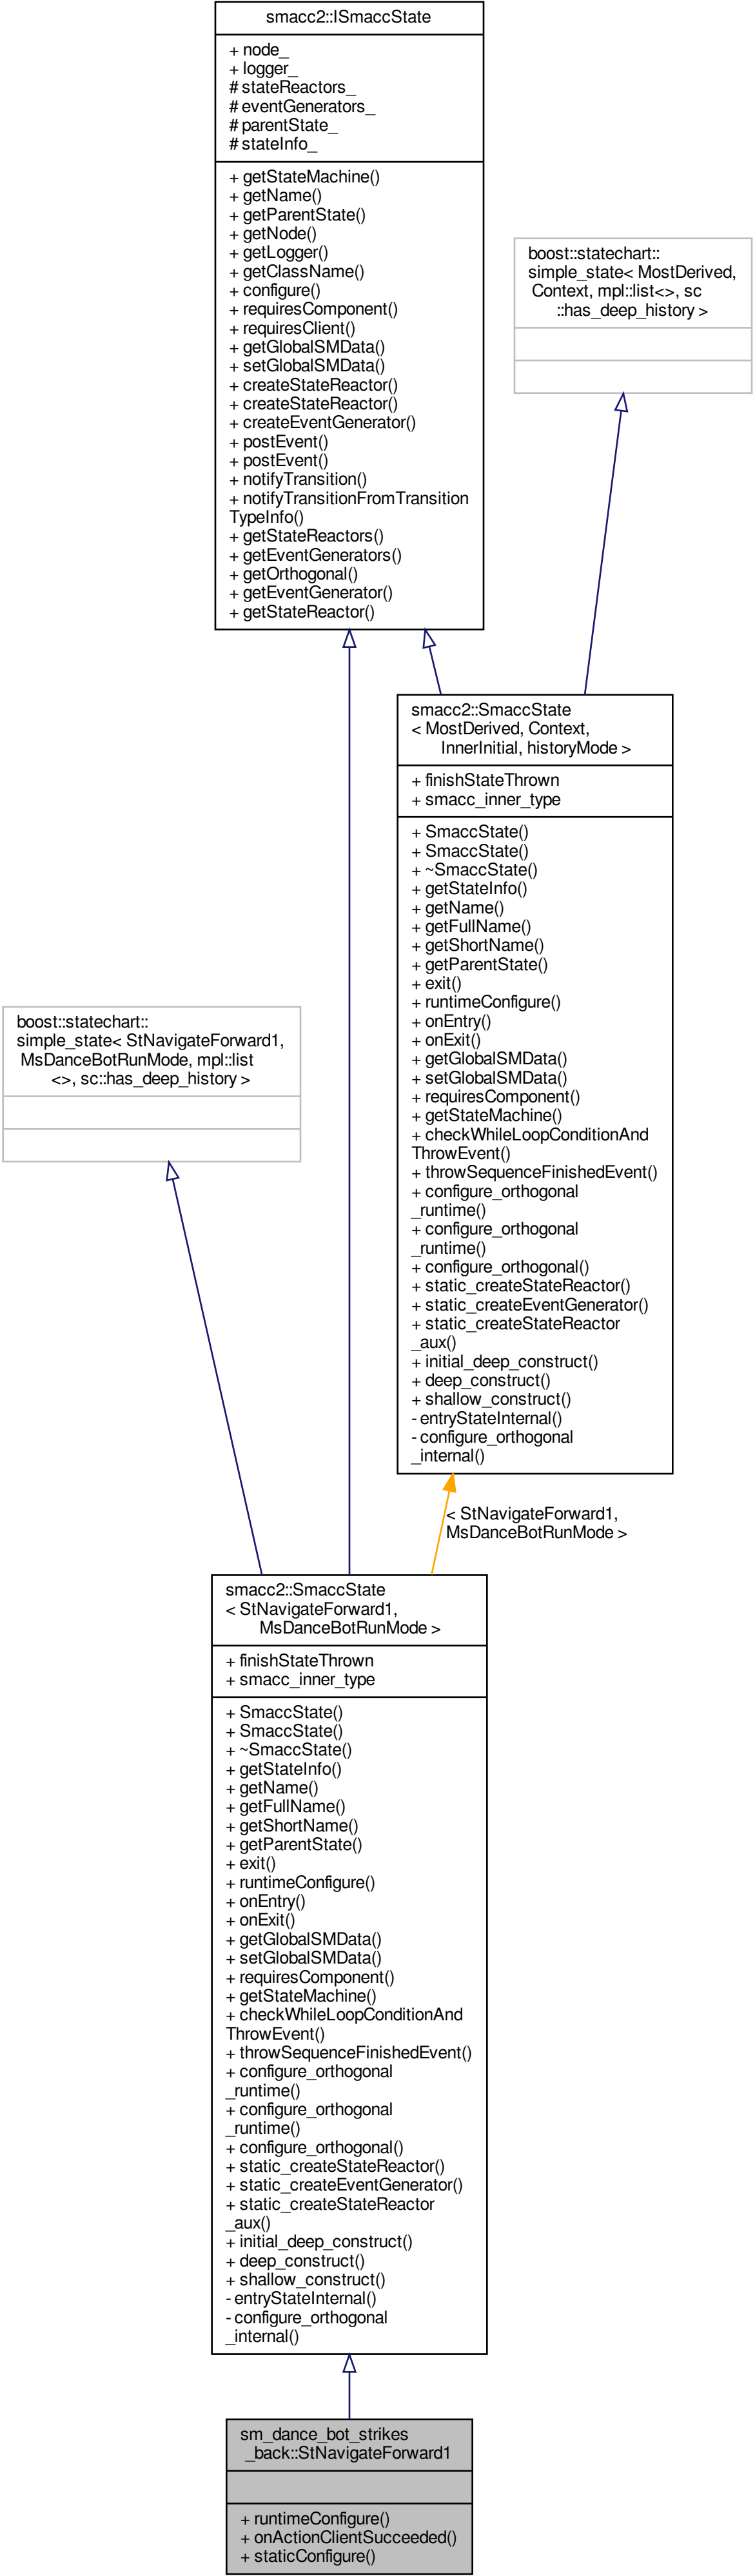 smacc2::ISmaccState
+ node_
+ logger_
# stateReactors_
# eventGenerators_
# parentState_
# stateInfo_
+ getStateMachine()
+ getName()
+ getParentState()
+ getNode()
+ getLogger()
+ getClassName()
+ configure()
+ requiresComponent()
+ requiresClient()
+ getGlobalSMData()
+ setGlobalSMData()
+ createStateReactor()
+ createStateReactor()
+ createEventGenerator()
+ postEvent()
+ postEvent()
+ notifyTransition()
+ notifyTransitionFromTransition
TypeInfo()
+ getStateReactors()
+ getEventGenerators()
+ getOrthogonal()
+ getEventGenerator()
+ getStateReactor()
boost::statechart::
simple_state< MostDerived,
Context, mpl::list<>, sc
::has_deep_history >
smacc2::SmaccState
< MostDerived, Context,
InnerInitial, historyMode >
+ finishStateThrown
+ smacc_inner_type
+ SmaccState()
+ SmaccState()
+ ~SmaccState()
+ getStateInfo()
+ getName()
+ getFullName()
+ getShortName()
+ getParentState()
+ exit()
+ runtimeConfigure()
+ onEntry()
+ onExit()
+ getGlobalSMData()
+ setGlobalSMData()
+ requiresComponent()
+ getStateMachine()
+ checkWhileLoopConditionAnd
ThrowEvent()
+ throwSequenceFinishedEvent()
+ configure_orthogonal
_runtime()
+ configure_orthogonal
_runtime()
+ configure_orthogonal()
+ static_createStateReactor()
+ static_createEventGenerator()
+ static_createStateReactor
_aux()
+ initial_deep_construct()
+ deep_construct()
+ shallow_construct()
- entryStateInternal()
- configure_orthogonal
_internal()
boost::statechart::
simple_state< StNavigateForward1,
MsDanceBotRunMode, mpl::list
<>, sc::has_deep_history >
< StNavigateForward1,
MsDanceBotRunMode >
smacc2::SmaccState
< StNavigateForward1,
MsDanceBotRunMode >
+ finishStateThrown
+ smacc_inner_type
+ SmaccState()
+ SmaccState()
+ ~SmaccState()
+ getStateInfo()
+ getName()
+ getFullName()
+ getShortName()
+ getParentState()
+ exit()
+ runtimeConfigure()
+ onEntry()
+ onExit()
+ getGlobalSMData()
+ setGlobalSMData()
+ requiresComponent()
+ getStateMachine()
+ checkWhileLoopConditionAnd
ThrowEvent()
+ throwSequenceFinishedEvent()
+ configure_orthogonal
_runtime()
+ configure_orthogonal
_runtime()
+ configure_orthogonal()
+ static_createStateReactor()
+ static_createEventGenerator()
+ static_createStateReactor
_aux()
+ initial_deep_construct()
+ deep_construct()
+ shallow_construct()
- entryStateInternal()
- configure_orthogonal
_internal()
sm_dance_bot_strikes
_back::StNavigateForward1
+ runtimeConfigure()
+ onActionClientSucceeded()
+ staticConfigure()